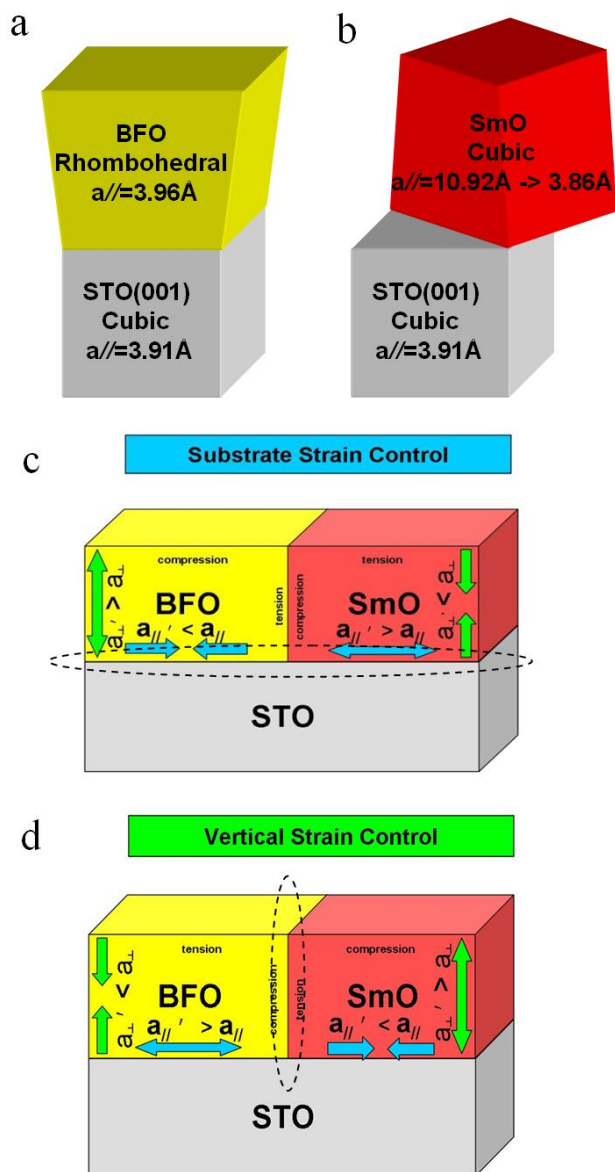 a
BFO
Rhombohedral
a//=3.96Å
STO(001)
Cubic
a//=3.91Å
b
SmO
Cubic
a//=10.92Å -> 3.86Å
STO(001)
Cubic
a//=3.91Å
c
Substrate Strain Control
compression
tension
a⊥′ > a⊥
BFO
a//′ < a//
tension
compression
SmO
a//′ > a//
a⊥′ < a⊥
STO
d
Vertical Strain Control
tension
compression
a⊥′ < a⊥
BFO
a//′ > a//
compression
tension
SmO
a//′ < a//
a⊥′ > a⊥
STO